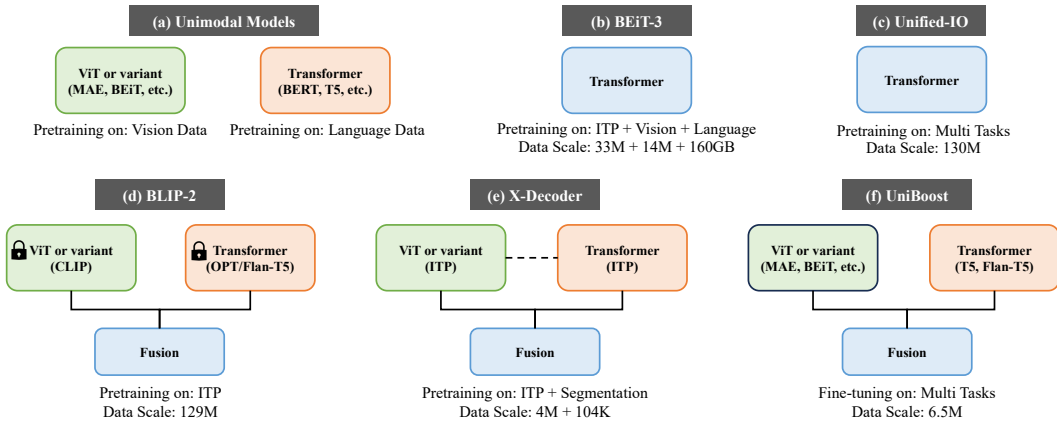 (a) Unimodal Models
ViT or variant
(MAE, BEiT, etc.)
Transformer
(BERT, T5, etc.)
Pretraining on: Vision Data
Pretraining on: Language Data
(b) BEiT-3
Transformer
Pretraining on: ITP + Vision + Language
Data Scale: 33M + 14M + 160GB
(c) Unified-IO
Transformer
Pretraining on: Multi Tasks
Data Scale: 130M
(d) BLIP-2
ViT or variant
(CLIP)
Transformer
(OPT/Flan-T5)
Fusion
Pretraining on: ITP
Data Scale: 129M
(e) X-Decoder
ViT or variant
(ITP)
Transformer
(ITP)
Fusion
Pretraining on: ITP + Segmentation
Data Scale: 4M + 104K
(f) UniBoost
ViT or variant
(MAE, BEiT, etc.)
Transformer
(T5, Flan-T5)
Fusion
Fine-tuning on: Multi Tasks
Data Scale: 6.5M